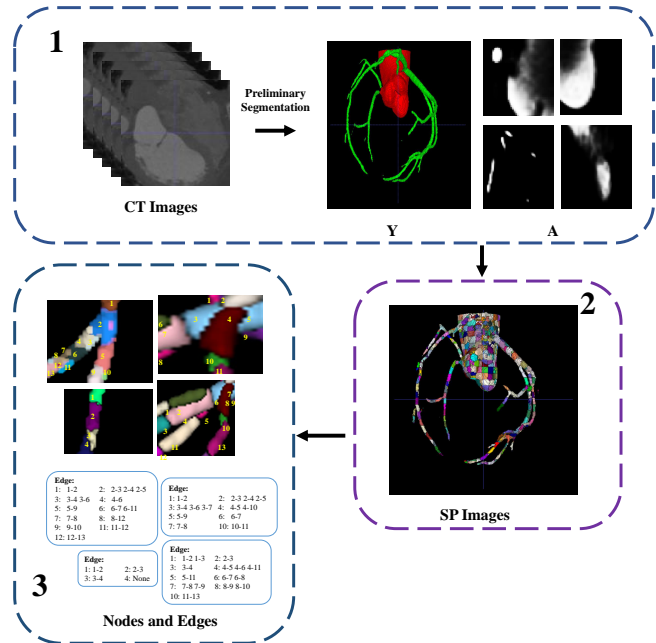 1
Preliminary
Segmentation
CT Images
Y
A
2
SP Images
Edge:
1: 1-2 2: 2-3 2-4 2-5
3: 3-4 3-6 4: 4-6
5: 5-9 6: 6-7 6-11
7: 7-8 8: 8-12
9: 9-10 11: 11-12
12: 12-13
Edge:
1: 1-2 2: 2-3 2-4 2-5
3: 3-4 3-6 3-7 4: 4-5 4-10
5: 5-9 6: 6-7
7: 7-8 10: 10-11
Edge:
1: 1-2 2: 2-3
3: 3-4 4: None
Edge:
1: 1-2 1-3 2: 2-3
3: 3-4 4: 4-5 4-6 4-11
5: 5-11 6: 6-7 6-8
7: 7-8 7-9 8: 8-9 8-10
10: 11-13
3
Nodes and Edges